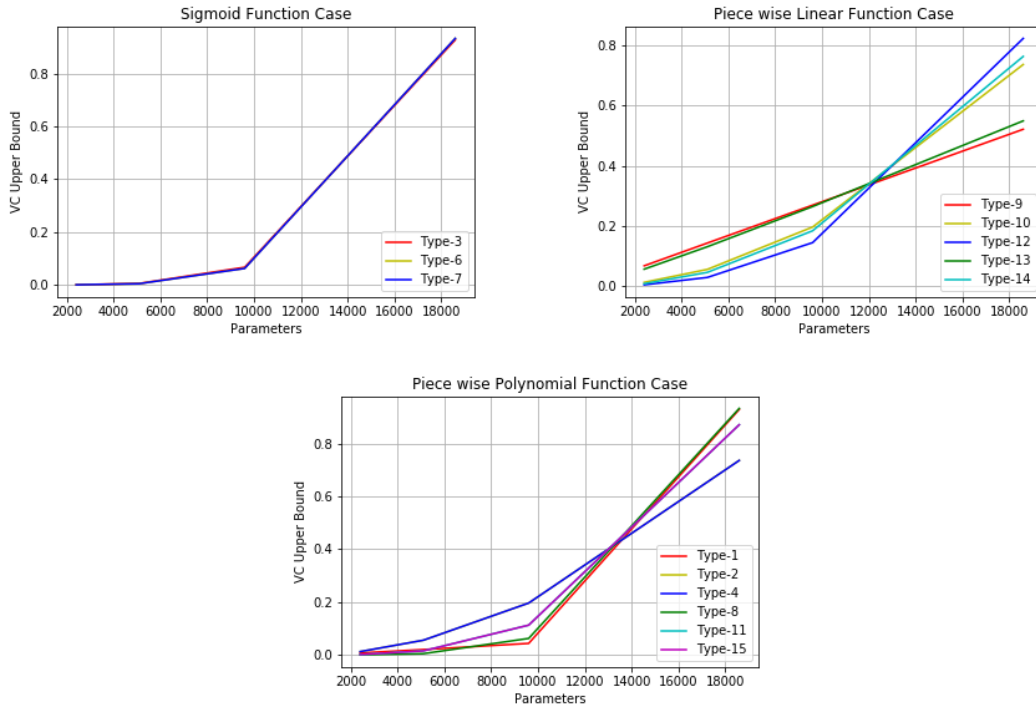 Sigmoid Function Case
0.8
0.6
0.4
0.2
0.0
VC Upper Bound
2000 4000 6000 8000 10000 12000 14000 16000 18000
Parameters
Type-3
Type-6
Type-7
Piece wise Linear Function Case
0.8
0.6
0.4
0.2
0.0
VC Upper Bound
2000 4000 6000 8000 10000 12000 14000 16000 18000
Parameters
Type-9
Type-10
Type-12
Type-13
Type-14
Piece wise Polynomial Function Case
0.8
0.6
0.4
0.2
0.0
VC Upper Bound
2000 4000 6000 8000 10000 12000 14000 16000 18000
Parameters
Type-1
Type-2
Type-4
Type-8
Type-11
Type-15